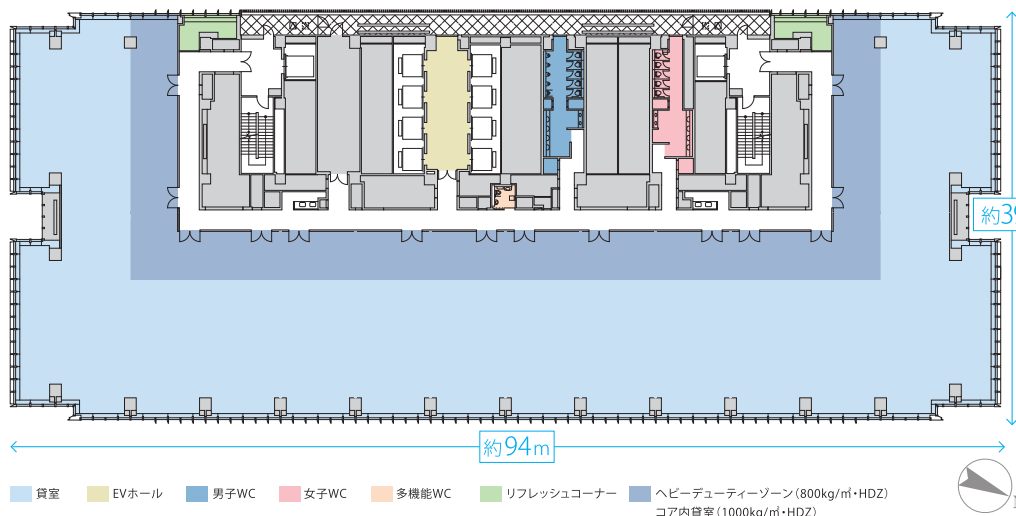 約39
約94m
貸室
EVホール
男子WC
女子WC
多機能WC
リフレッシュコーナー
ヘビーデューティーゾーン（800kg/㎡・HDZ）
コア内貸室（1000kg/㎡・HDZ）